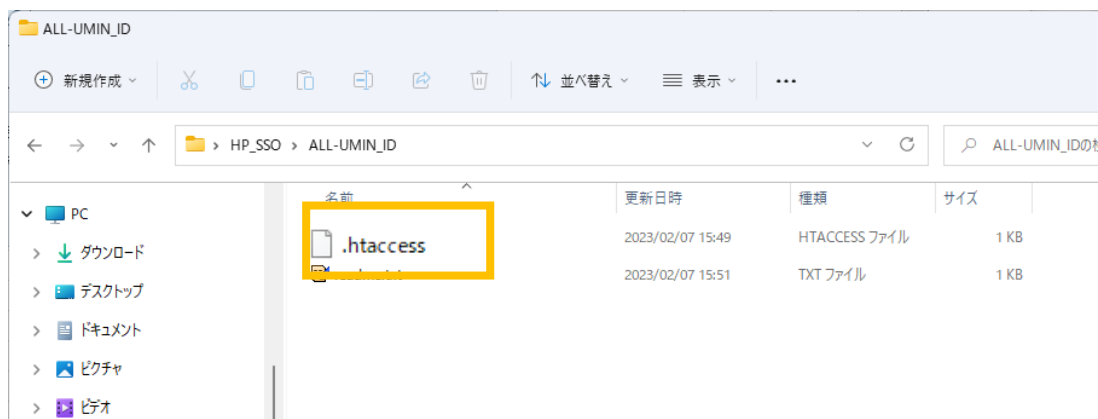 ALL-UMIN_ID
新規作成 並べ替え 表示
HP_SSO > ALL-UMIN_ID ALL-UMIN_IDの
名前 更新日時 種類 サイズ
PC
.htaccess 2023/02/07 15:49 HTACCESS ファイル 1 KB
ダウンロード
2023/02/07 15:51 TXT ファイル 1 KB
デスクトップ
ドキュメント
ピクチャ
ビデオ